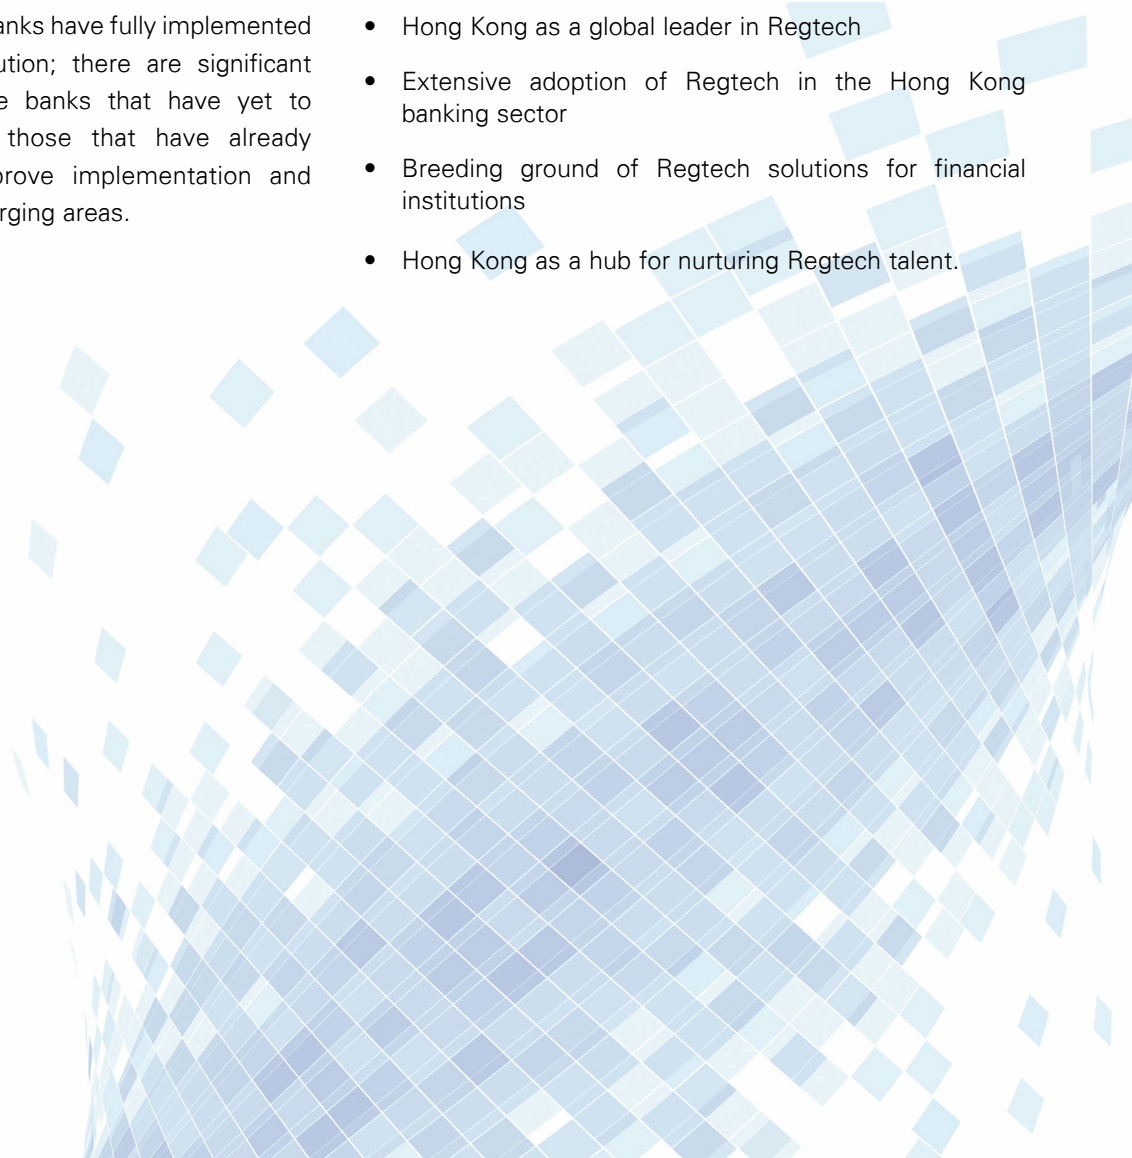 anks have fully implemented
ution; there are significant
e banks that have yet to
those that have already
prove implementation and
rging areas.
• Hong Kong as a global leader in Regtech
• Extensive adoption of Regtech in the Hong Kong
banking sector
• Breeding ground of Regtech solutions for financial
institutions
• Hong Kong as a hub for nurturing Regtech talent.